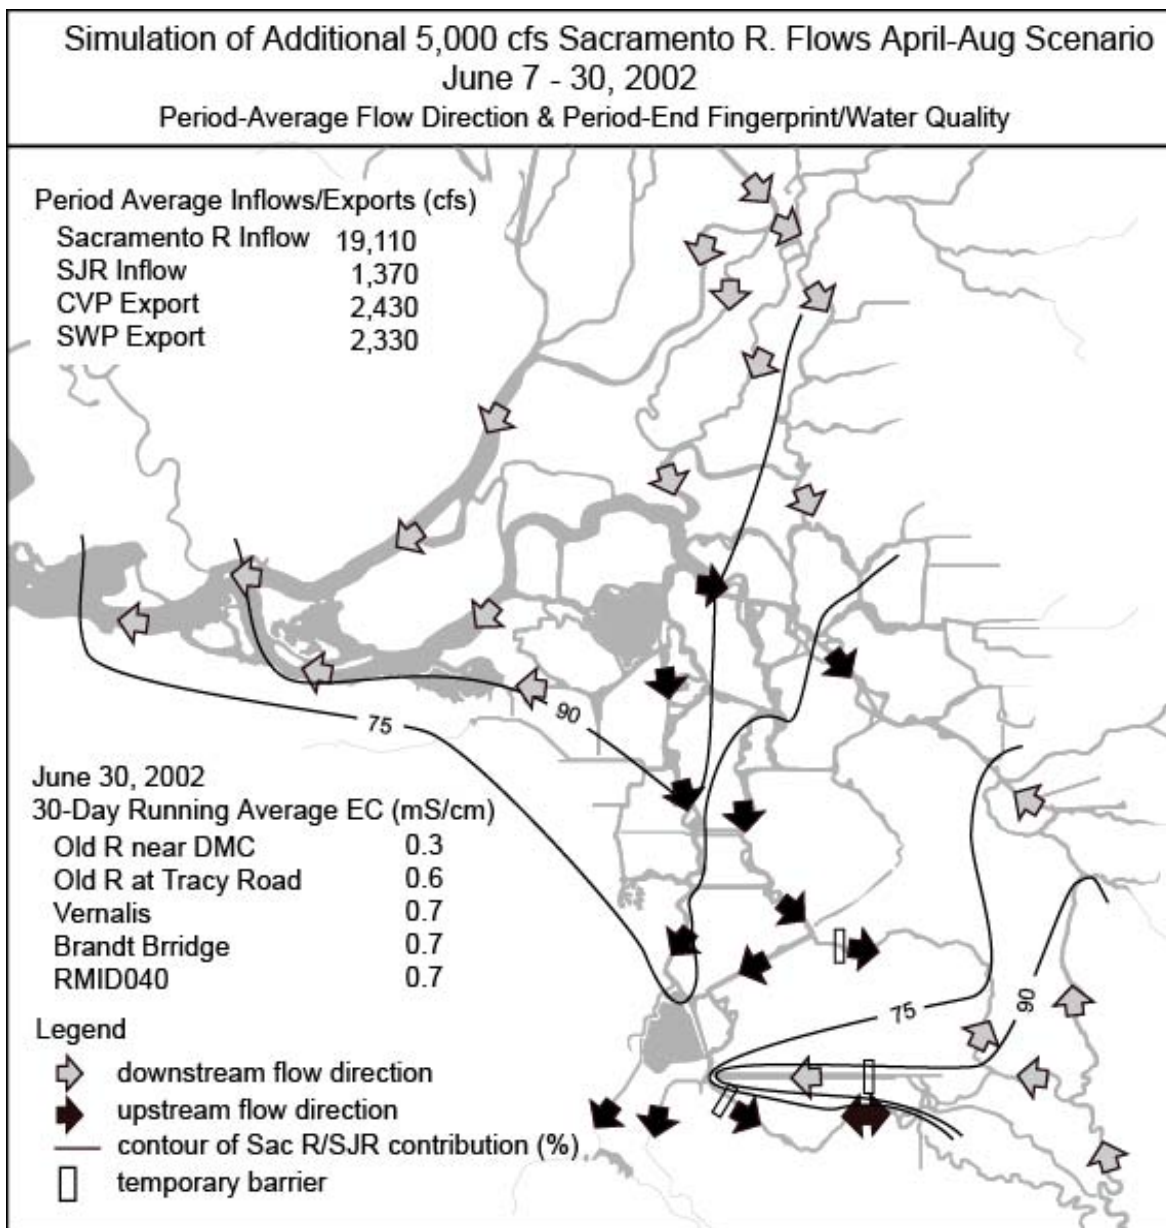 Simulation of Additional 5,000 cfs Sacramento R. Flows April-Aug Scenario
June 7 - 30, 2002
Period-Average Flow Direction & Period-End Fingerprint/Water Quality
Period Average Inflows/Exports (cfs)
Sacramento R Inflow 19,110
SJR Inflow 1,370
CVP Export 2,430
SWP Export 2,330
90
75
June 30, 2002
30-Day Running Average EC (mS/cm)
Old R near DMC 0.3
Old R at Tracy Road 0.6
Vernalis 0.7
Brandt Brridge 0.7
RMID040 0.7
75
90
Legend
downstream flow direction
upstream flow direction
contour of Sac R/SJR contribution (%)
temporary barrier